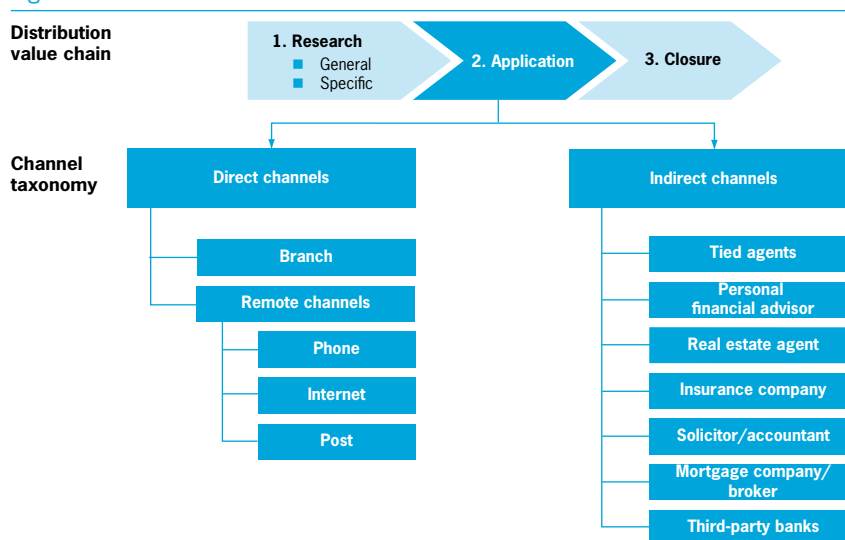 Distribution
value chain
1. Research
General
Specific
2. Application
3. Closure
Channel
taxonomy
Direct channels
Branch
Remote channels
Phone
Internet
Post
Indirect channels
Tied agents
Personal
financial advisor
Real estate agent
Insurance company
Solicitor/accountant
Mortgage company/
broker
Third-party banks